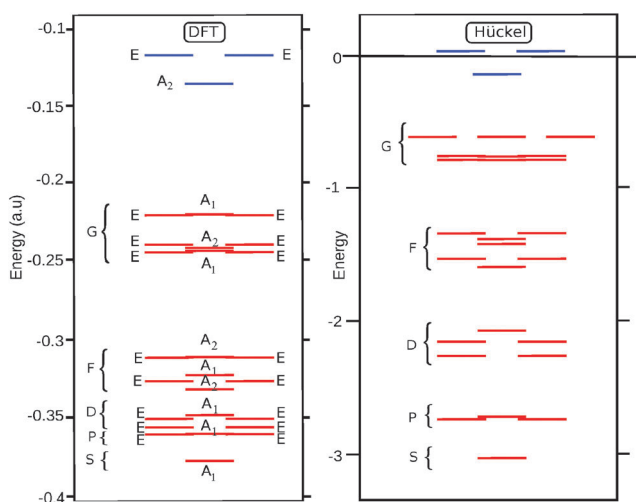 DFT
Energy (a.u)
-0.1
-0.15
-0.2
-0.25
-0.3
-0.35
-0.4
E E
A₂
A₁
E E
G
E A₂ E
E E
A₁
A₂
F
E E
A₁
E A₂ E
A₁
D
E E
E A₁ E
P
E E
S
A₁
Hückel
Energy
0
-1
-2
-3
G
F
D
P
S